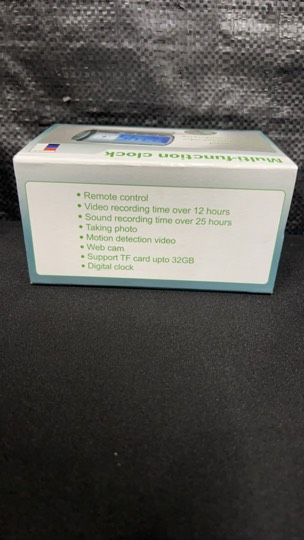 Multi-function clock
• Remote control
• Video recording time over 12 hours
• Sound recording time over 25 hours
• Taking photo
• Motion detection video
• Web cam
• Support TF card upto 32GB
• Digital clock